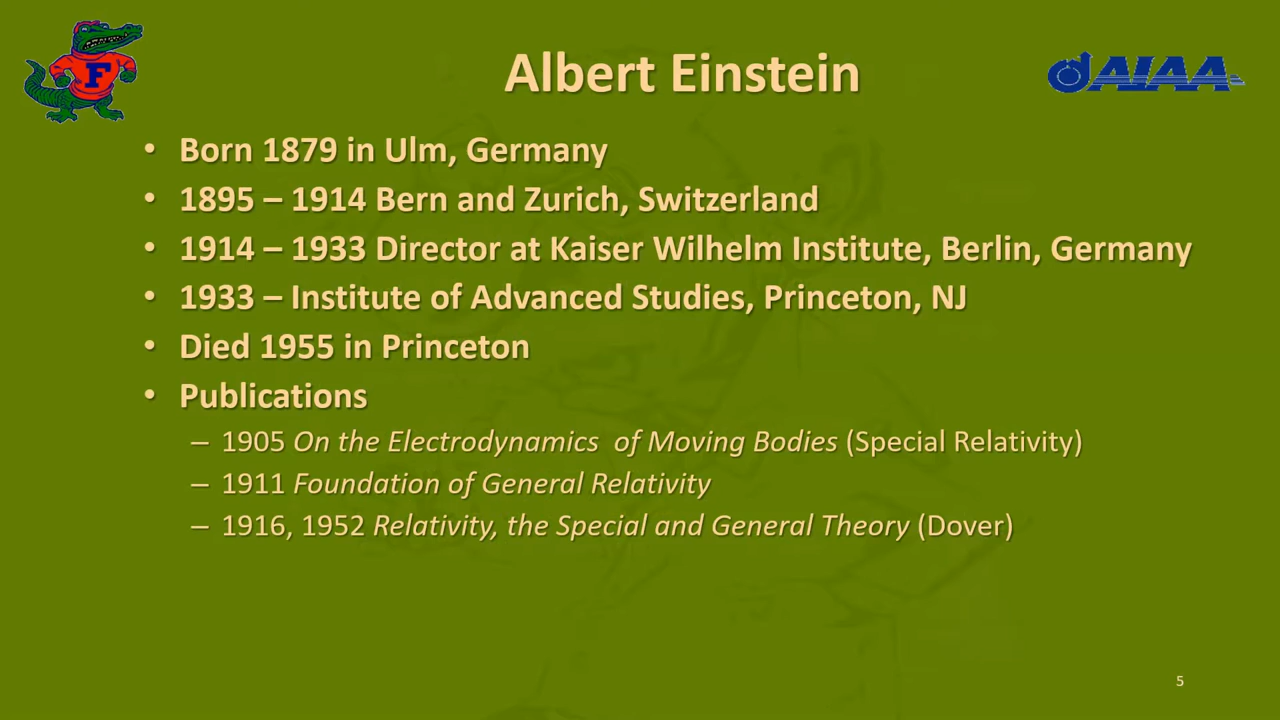 F
Albert Einstein
AIAA
• Born 1879 in Ulm, Germany
• 1895 – 1914 Bern and Zurich, Switzerland
• 1914 – 1933 Director at Kaiser Wilhelm Institute, Berlin, Germany
• 1933 – Institute of Advanced Studies, Princeton, NJ
• Died 1955 in Princeton
• Publications
– 1905 On the Electrodynamics  of Moving Bodies (Special Relativity)
– 1911 Foundation of General Relativity
– 1916, 1952 Relativity, the Special and General Theory (Dover)
5